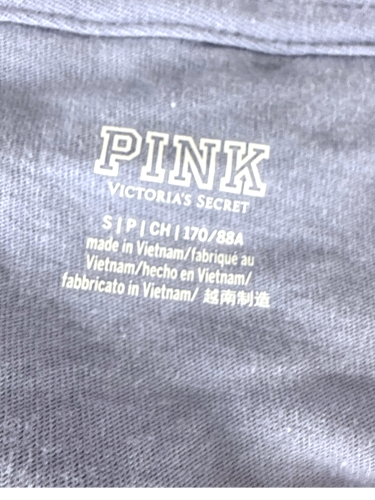 PINK
VICTORIA'S SECRET
S | P | CH | 170/88A
made in Vietnam/fabriqué au
Vietnam/hecho en Vietnam/
fabbricato in Vietnam/ 越南制造